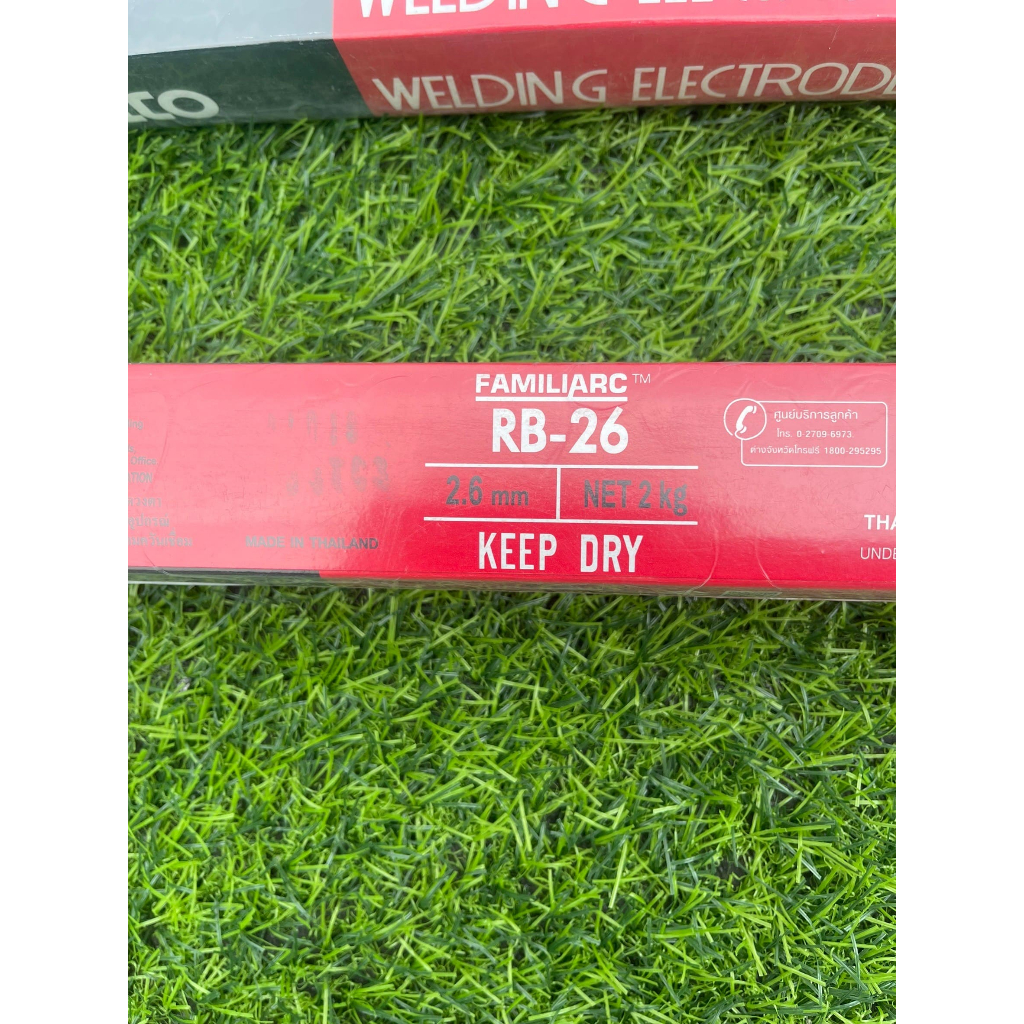 WELDING
WELDING ELECTROD
FAMILIARC™
RB-26
2.6 mm
NET 2 kg
KEEP DRY
MADE IN THAILAND
ศูนย์บริการลูกค้า
โทร. 0-2709-6973
ต่างจังหวัดโทรฟรี 1800-295295
THA
UNDE